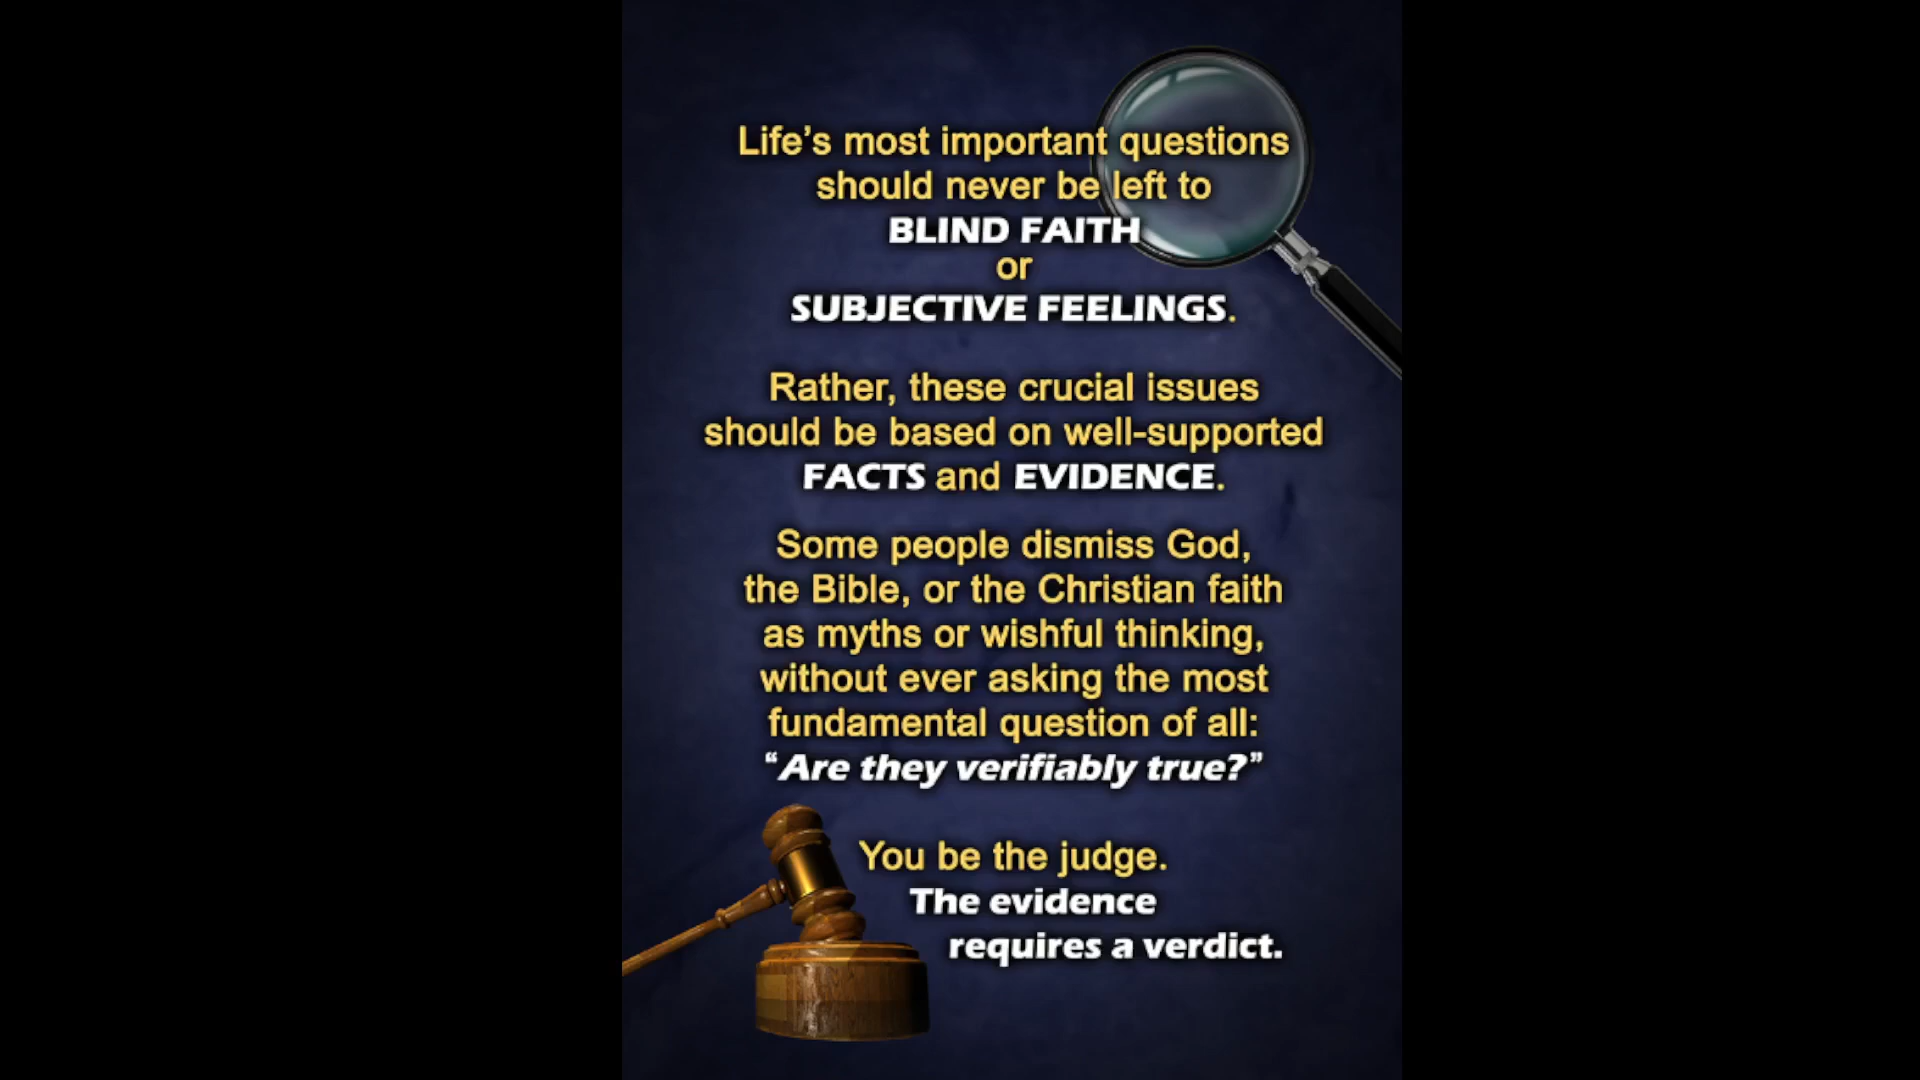 Life’s most important questions
should never be left to
BLIND FAITH
or
SUBJECTIVE FEELINGS.
Rather, these crucial issues
should be based on well-supported
FACTS and EVIDENCE.
Some people dismiss God,
the Bible, or the Christian faith
as myths or wishful thinking,
without ever asking the most
fundamental question of all:
“Are they verifiably true?”
You be the judge.
The evidence
requires a verdict.